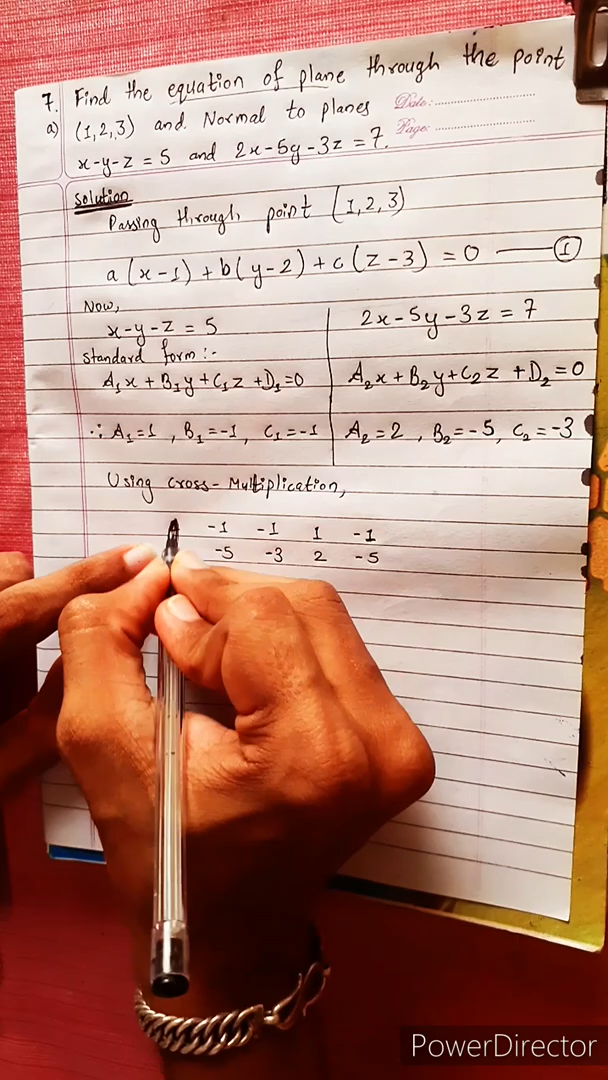 7. Find the equation of plane through the point
a) (1,2,3) and Normal to planes
Date:
Page:
x-y-z = 5 and 2x-5y-3z = 7.
Solution
Passing through point (1,2,3)
a(x-1) + b(y-2) + c(z-3) = 0 — ①
Now,
x-y-z = 5
2x-5y-3z = 7
standard form:-
A₁x + B₁y + C₁z + D₁ = 0
A₂x + B₂y + C₂z + D₂ = 0
∴ A₁=1 , B₁=-1, C₁=-1
A₂=2 , B₂=-5, C₂=-3
Using cross-Multiplication,
-1 -1 1 -1
-5 -3 2 -5
PowerDirector